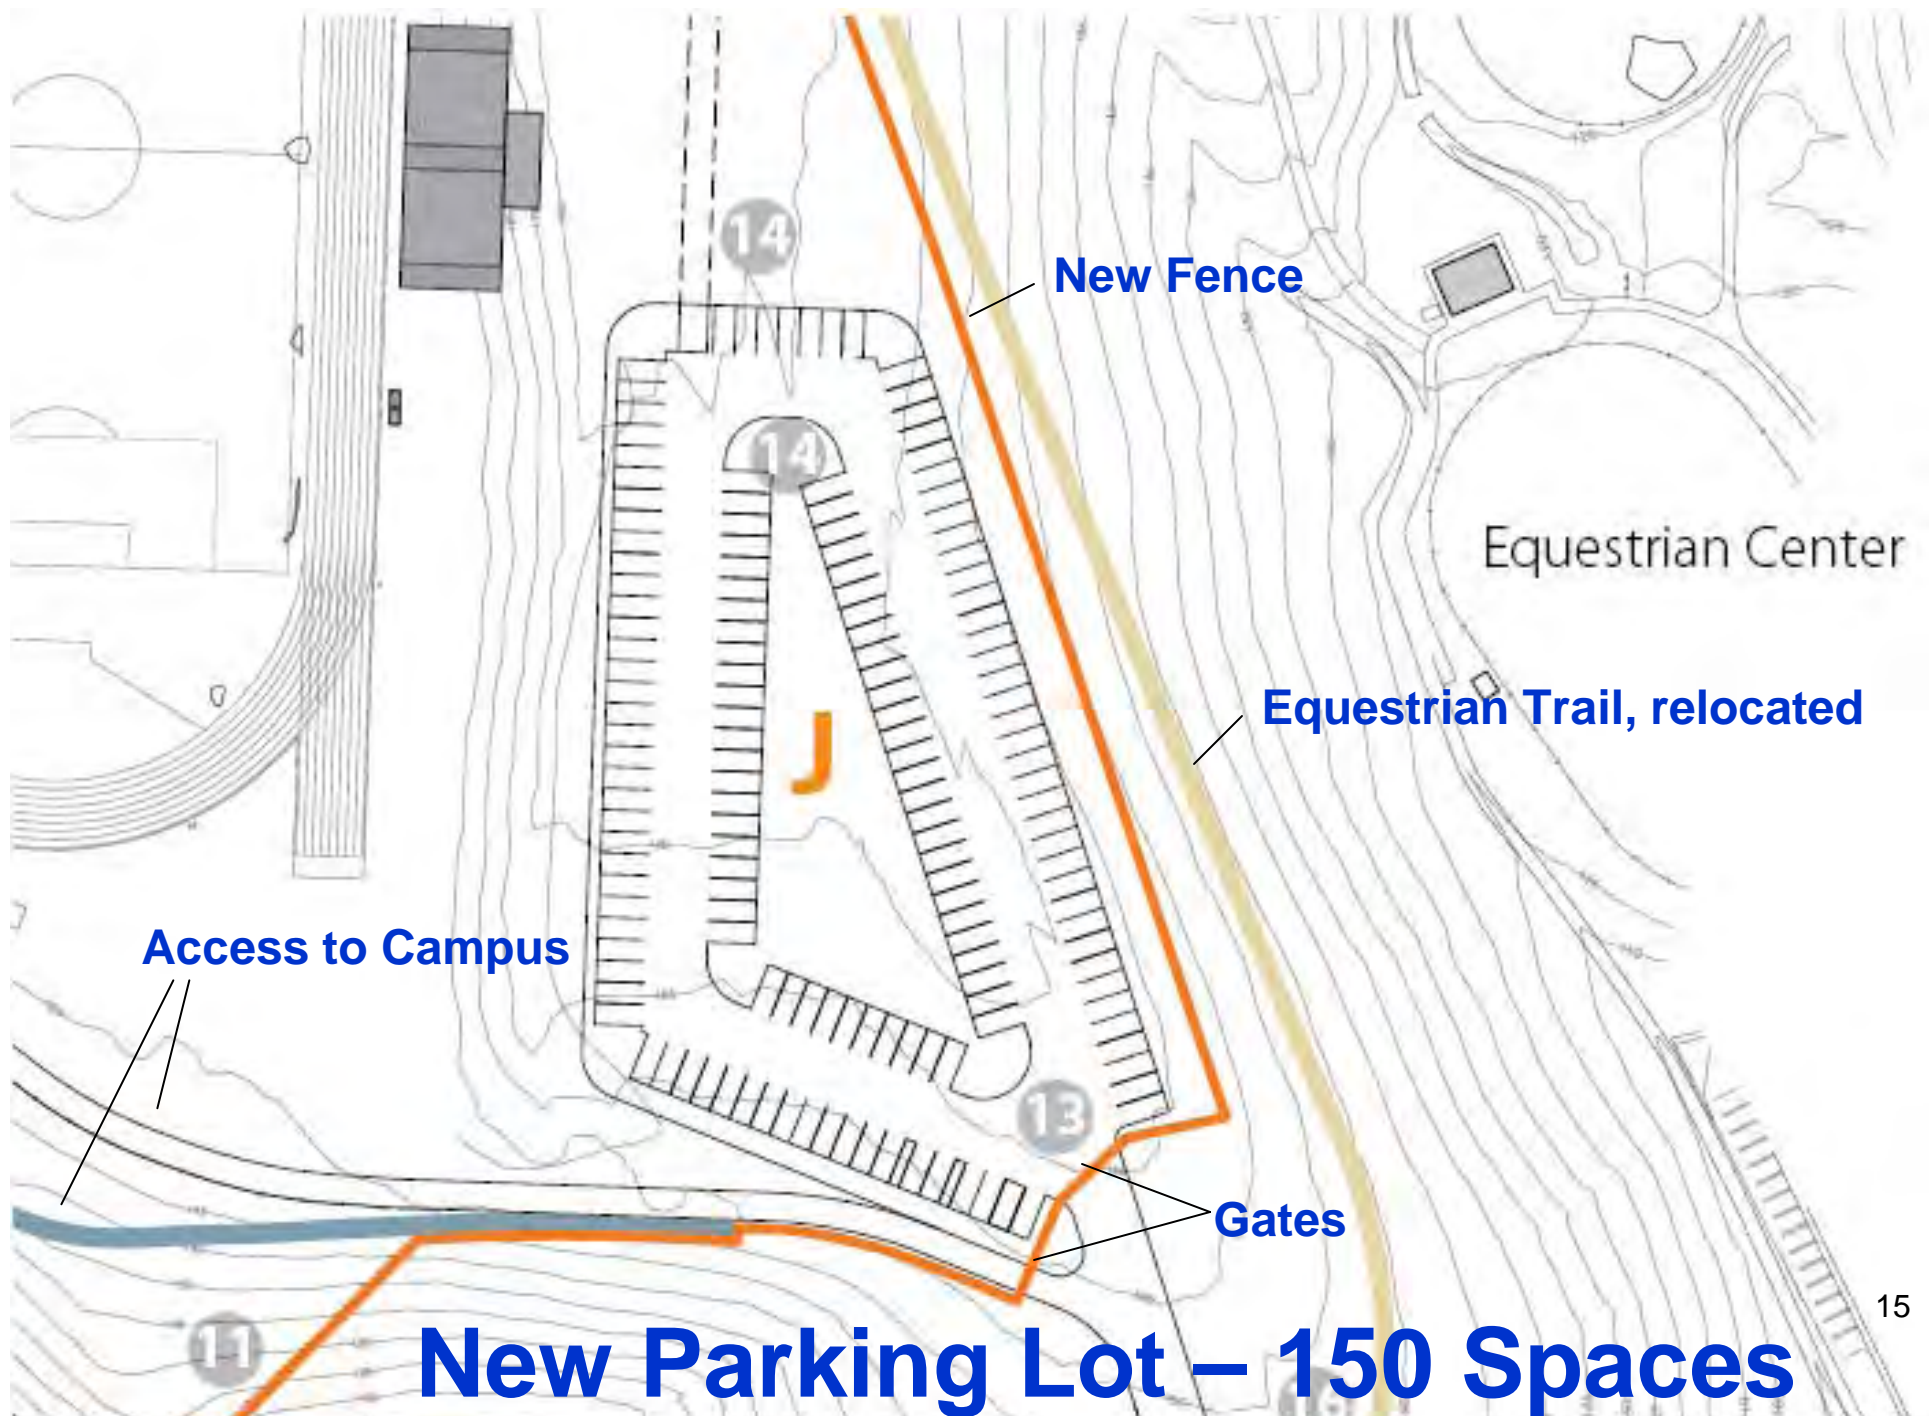 14
New Fence
14
Equestrian Center
Equestrian Trail, relocated
J
Access to Campus
13
Gates
15
11
New Parking Lot – 150 Spaces